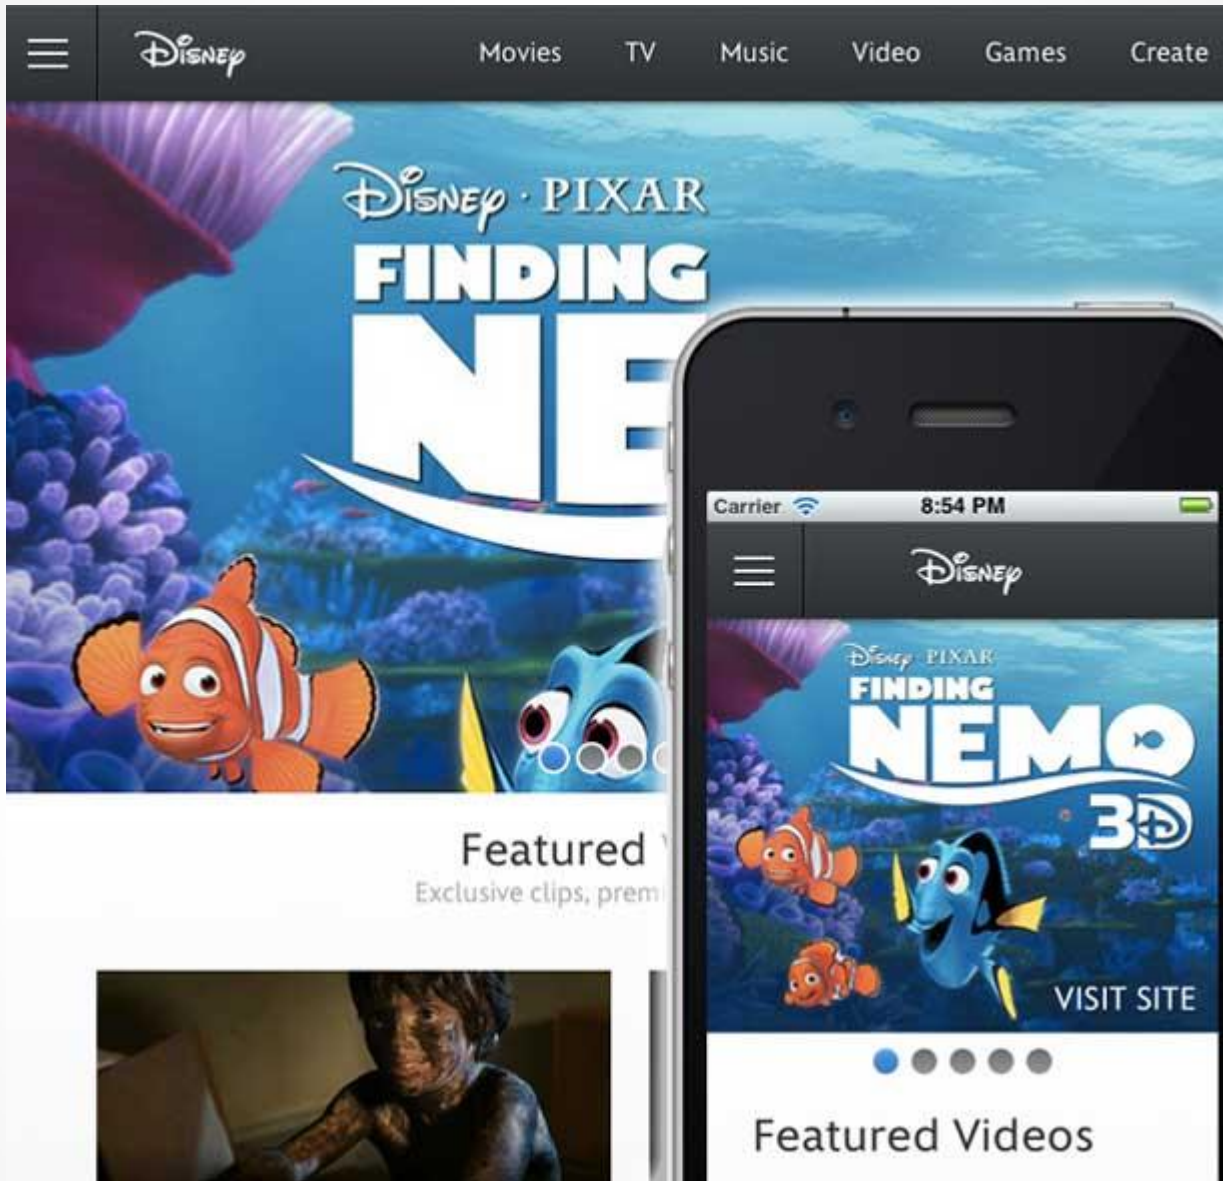 Disney Movies TV Music Video Games Create
Disney · PIXAR
FINDING
NE
Featured
Exclusive clips, prem
Carrier 8:54 PM
Disney
Disney · PIXAR
FINDING
NEMO
3D
VISIT SITE
Featured Videos